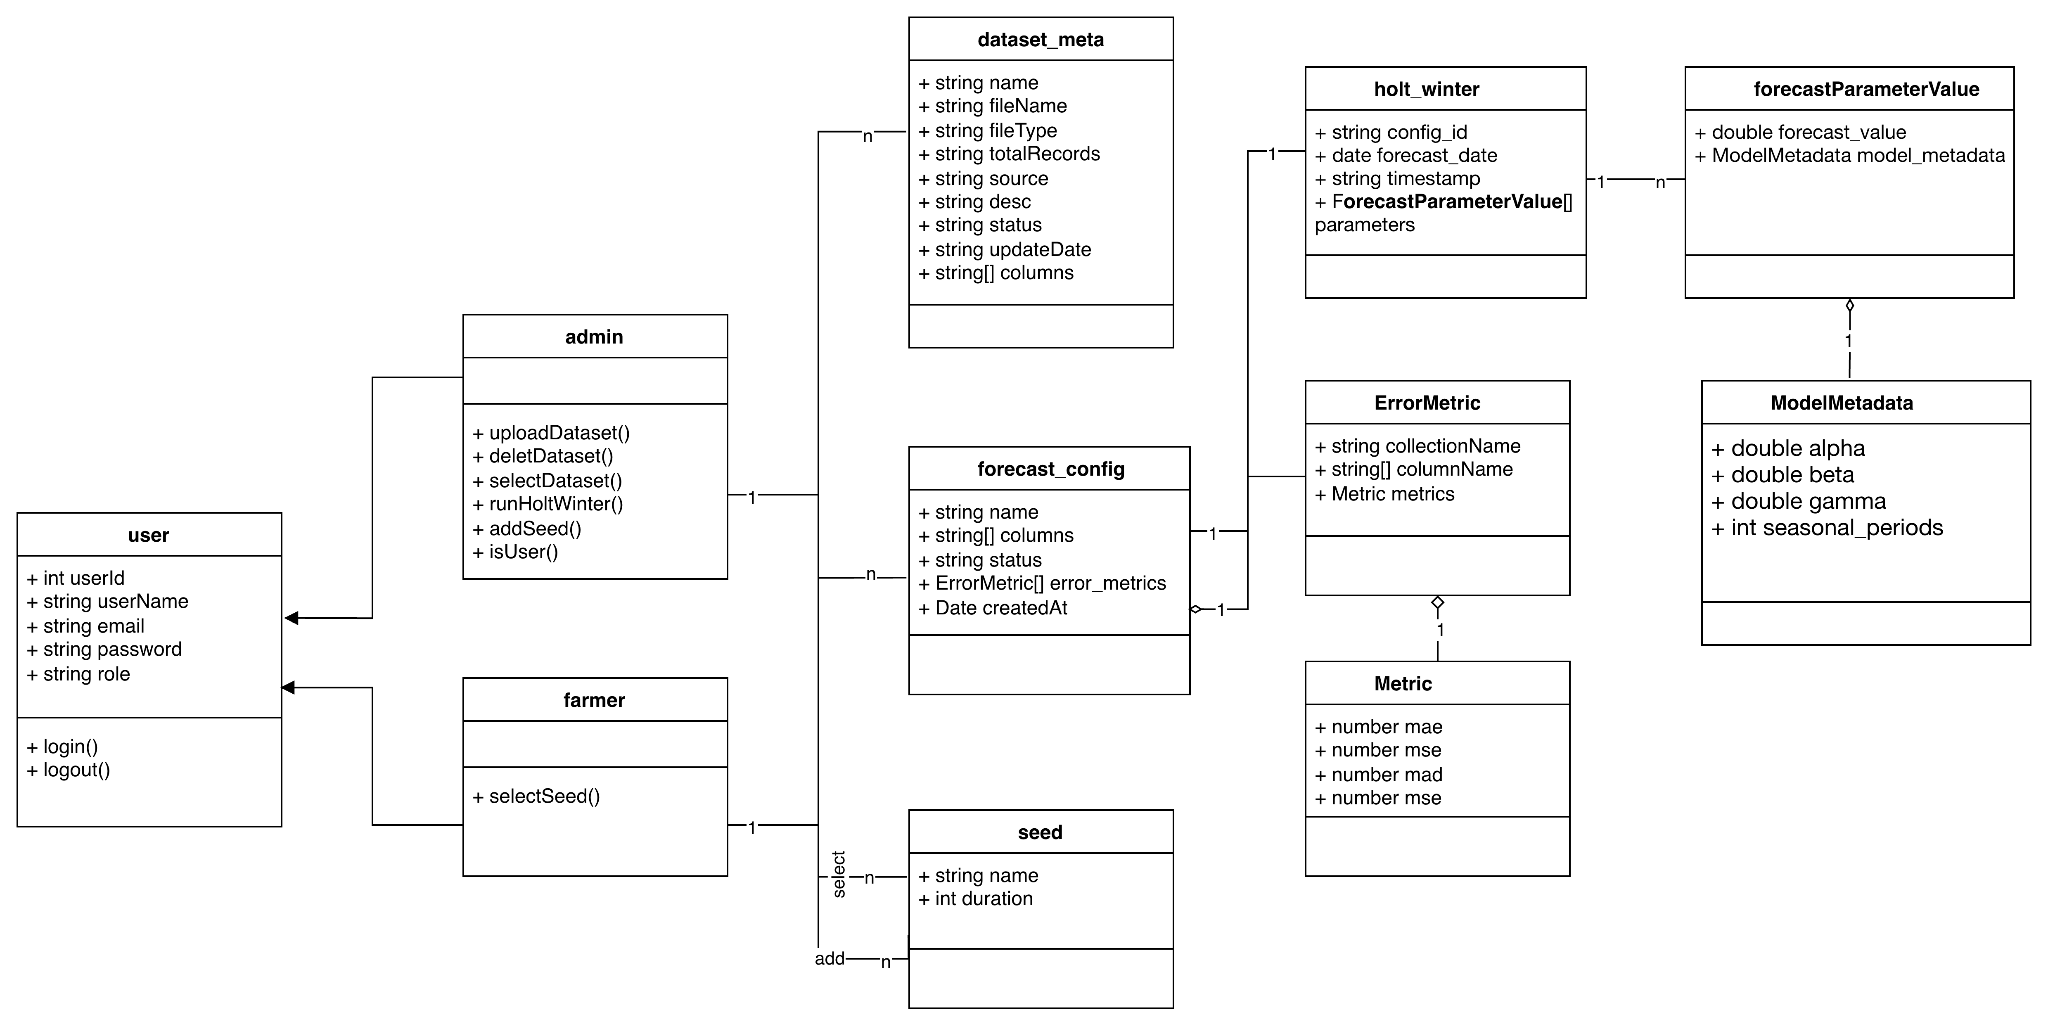 user
+ int userId
+ string userName
+ string email
+ string password
+ string role
+ login()
+ logout()
admin
+ uploadDataset()
+ deletDataset()
+ selectDataset()
+ runHoltWinter()
+ addSeed()
+ isUser()
1
farmer
+ selectSeed()
1
dataset_meta
+ string name
+ string fileName
+ string fileType
+ string totalRecords
+ string source
+ string desc
+ string status
+ string updateDate
+ string[] columns
n
forecast_config
+ string name
+ string[] columns
+ string status
+ ErrorMetric[] error_metrics
+ Date createdAt
n
1
1
seed
+ string name
+ int duration
select
n
add
n
holt_winter
+ string config_id
+ date forecast_date
+ string timestamp
+ ForecastParameterValue[]
parameters
1
1
n
ErrorMetric
+ string collectionName
+ string[] columnName
+ Metric metrics
1
Metric
+ number mae
+ number mse
+ number mad
+ number mse
forecastParameterValue
+ double forecast_value
+ ModelMetadata model_metadata
1
ModelMetadata
+ double alpha
+ double beta
+ double gamma
+ int seasonal_periods